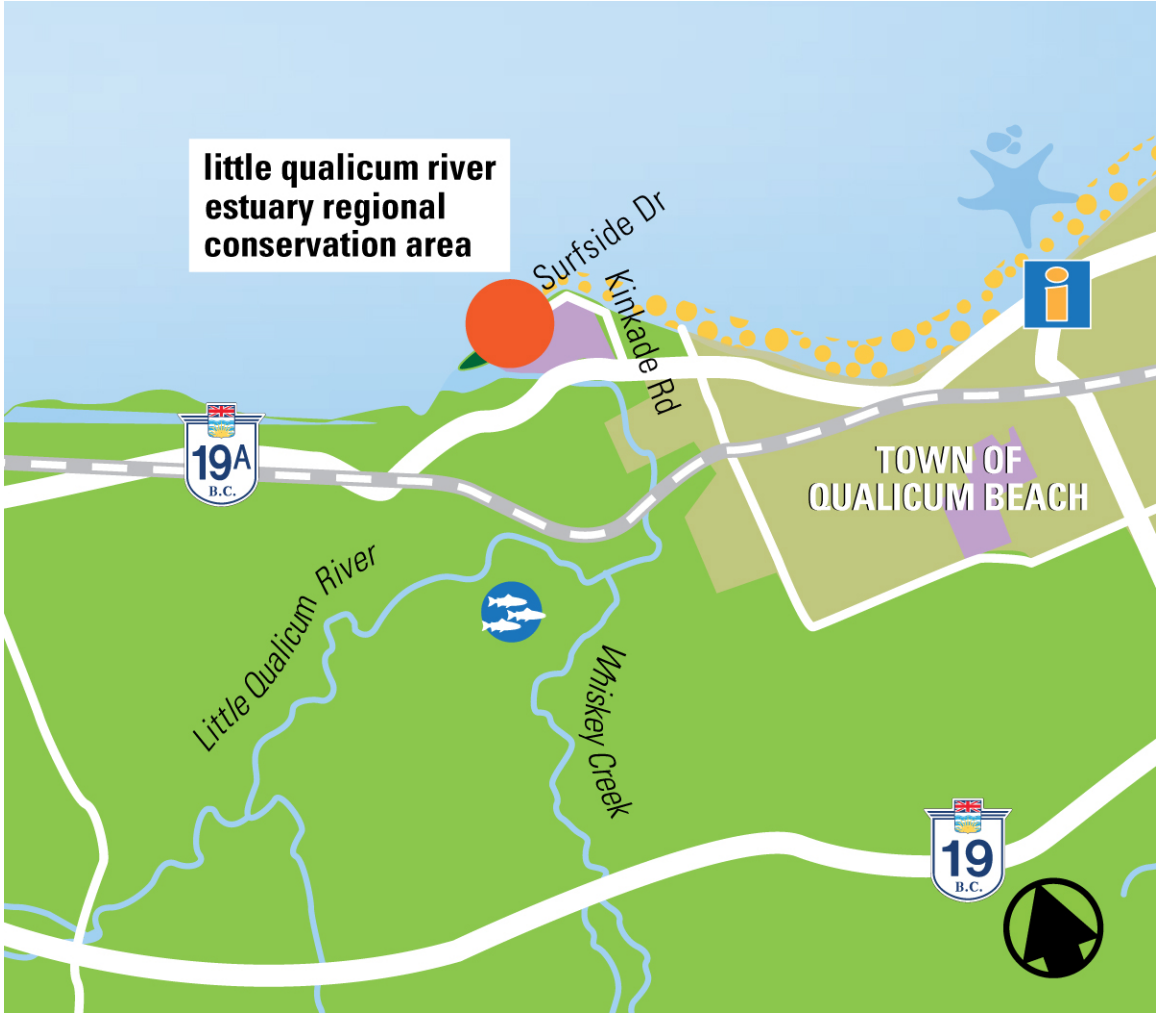 little qualicum river
estuary regional
conservation area
Surfside Dr
Kinkade Rd
19A
B.C.
TOWN OF
QUALICUM BEACH
Little Qualicum River
Whiskey Creek
19
B.C.
i